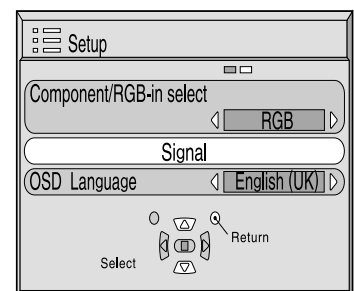 Setup
Component/RGB-in select
RGB
Signal
OSD Language English (UK)
Return
Select